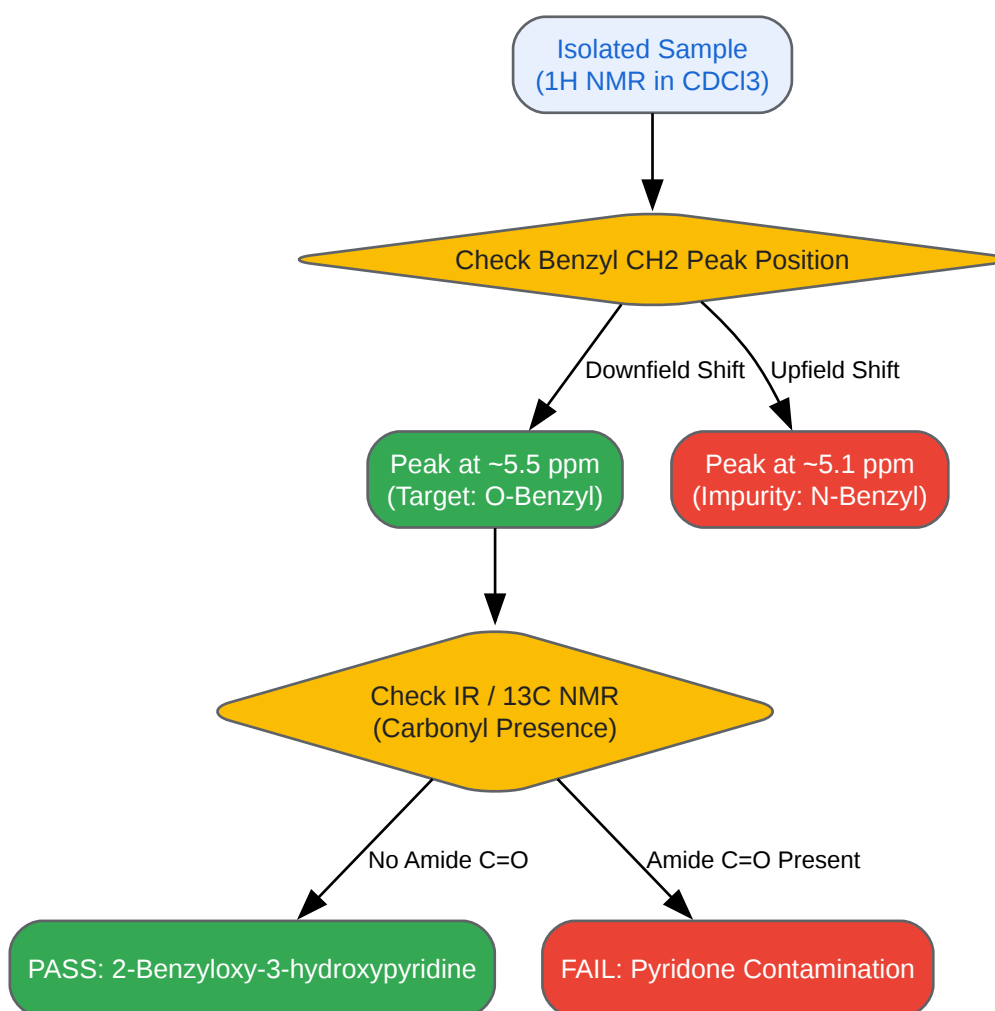 Isolated Sample
(1H NMR in CDCl3)
Check Benzyl CH2 Peak Position
Downfield Shift
Upfield Shift
Peak at ~5.5 ppm
(Target: O-Benzyl)
Peak at ~5.1 ppm
(Impurity: N-Benzyl)
Check IR / 13C NMR
(Carbonyl Presence)
No Amide C=O
Amide C=O Present
PASS: 2-Benzyloxy-3-hydroxypyridine
FAIL: Pyridone Contamination